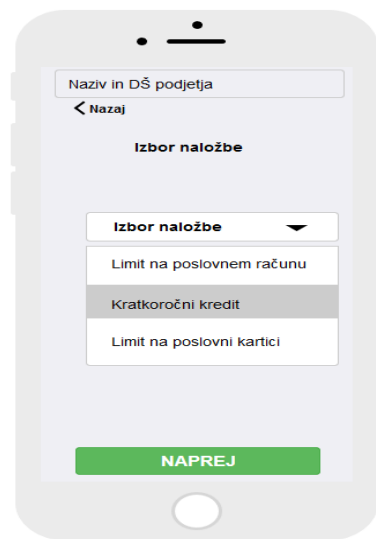 Naziv in DŠ podjetja
Nazaj
Izbor naložbe
Izbor naložbe
Limit na poslovnem računu
Kratkoročni kredit
Limit na poslovni kartici
NAPREJ